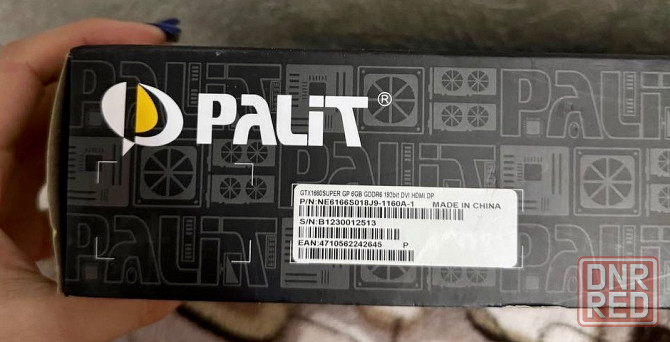 PALiT®
GTX1660SUPER GP 6GB GDDR6 192bit DVI HDMI DP
P/N:NE6166S018J9-1160A-1 MADE IN CHINA
S/N:B1230012513
EAN:4710562242645 P
DNR
RED